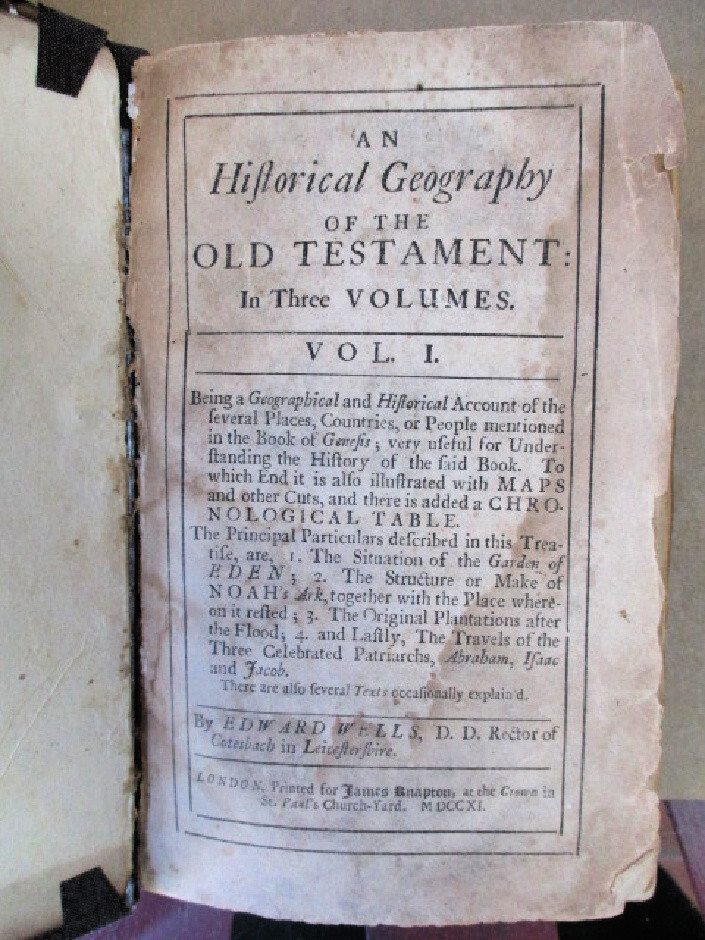 AN
Hiſtorical Geography
OF THE
OLD TESTAMENT:
In Three VOLUMES.
VOL. I.
Being a Geographical and Hiſtorical Account of the
ſeveral Places, Countries, or People mentioned
in the Book of Geneſis; very uſeful for Under-
ſtanding the Hiſtory of the ſaid Book. To
which End it is alſo illuſtrated with MAPS
and other Cuts, and there is added a CHRO-
NOLOGICAL TABLE.
The Principal Particulars deſcribed in this Trea-
tiſe, are, 1. The Situation of the Garden of
EDEN; 2. The Structure or Make of
NOAH's Ark, together with the Place where-
on it reſted; 3. The Original Plantations after
the Flood; 4. and Laſtly, The Travels of the
Three Celebrated Patriarchs, Abraham, Iſaac
and Jacob.
There are alſo ſeveral Texts occaſionally explain'd.
By EDWARD WELLS, D. D. Rector of
Cotesbach in Leiceſterſhire.
LONDON, Printed for James Knapton, at the Crown in
St. Paul's Church-Yard. MDCCXI.